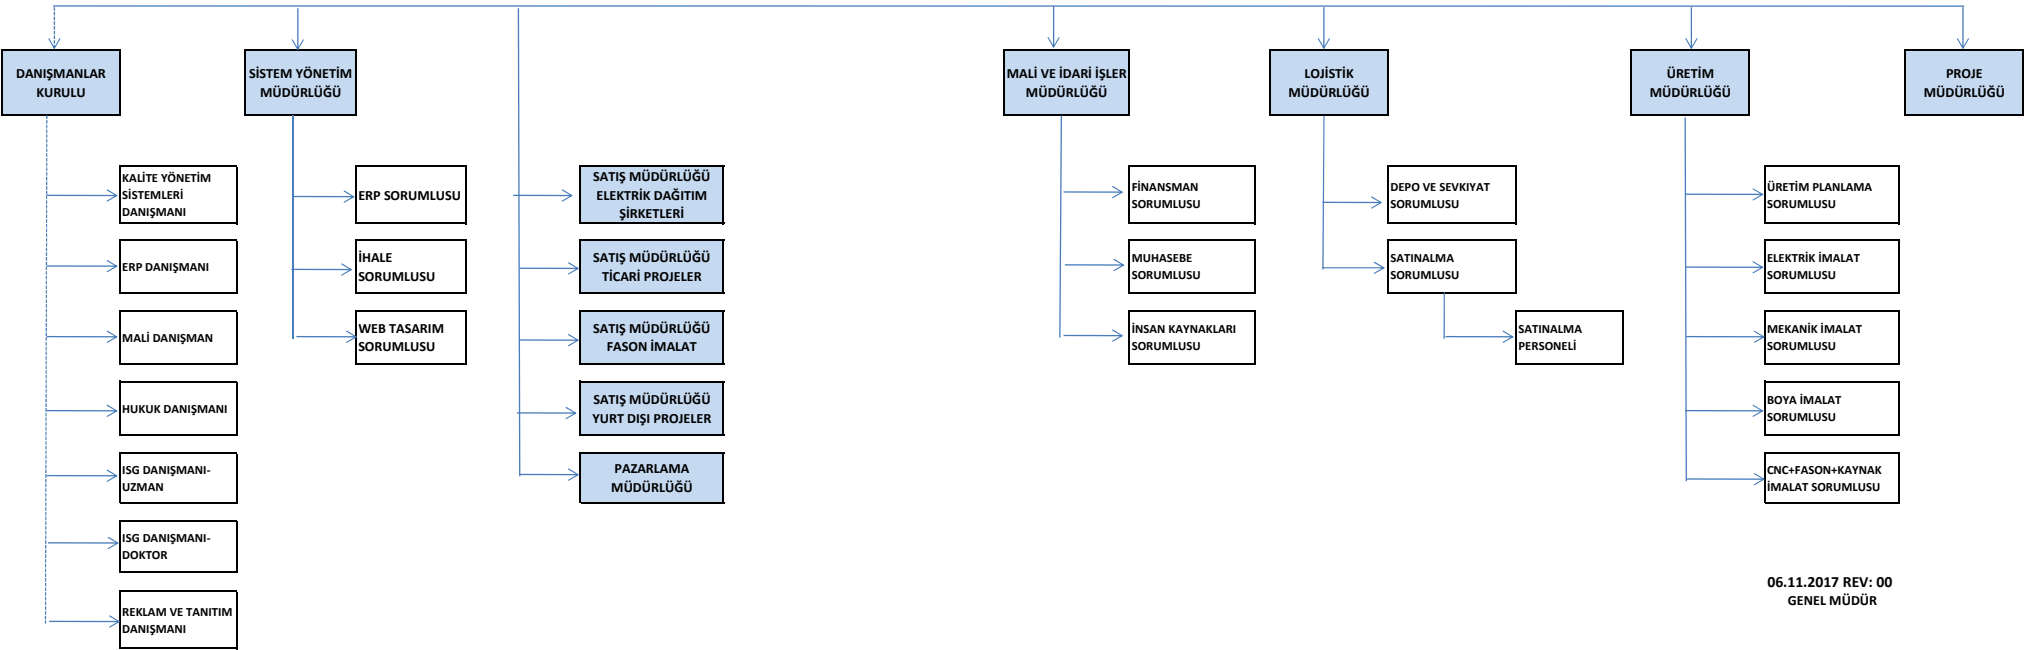 DANIŞMANLAR
KURULU
SİSTEM YÖNETİM
MÜDÜRLÜĞÜ
MALİ VE İDARİ İŞLER
MÜDÜRLÜĞÜ
LOJİSTİK
MÜDÜRLÜĞÜ
ÜRETİM
MÜDÜRLÜĞÜ
PROJE
MÜDÜRLÜĞÜ
KALİTE YÖNETİM
SİSTEMLERİ
DANIŞMANI
ERP DANIŞMANI
MALİ DANIŞMAN
HUKUK DANIŞMANI
ISG DANIŞMANI-
UZMAN
ISG DANIŞMANI-
DOKTOR
REKLAM VE TANITIM
DANIŞMANI
ERP SORUMLUSU
İHALE
SORUMLUSU
WEB TASARIM
SORUMLUSU
SATIŞ MÜDÜRLÜĞÜ
ELEKTRİK DAĞITIM
ŞİRKETLERİ
SATIŞ MÜDÜRLÜĞÜ
TİCARİ PROJELER
SATIŞ MÜDÜRLÜĞÜ
FASON İMALAT
SATIŞ MÜDÜRLÜĞÜ
YURT DIŞI PROJELER
PAZARLAMA
MÜDÜRLÜĞÜ
FİNANSMAN
SORUMLUSU
MUHASEBE
SORUMLUSU
İNSAN KAYNAKLARI
SORUMLUSU
DEPO VE SEVKIYAT
SORUMLUSU
SATINALMA
SORUMLUSU
SATINALMA
PERSONELİ
ÜRETİM PLANLAMA
SORUMLUSU
ELEKTRİK İMALAT
SORUMLUSU
MEKANİK İMALAT
SORUMLUSU
BOYA İMALAT
SORUMLUSU
CNC+FASON+KAYNAK
İMALAT SORUMLUSU
06.11.2017 REV: 00
GENEL MÜDÜR